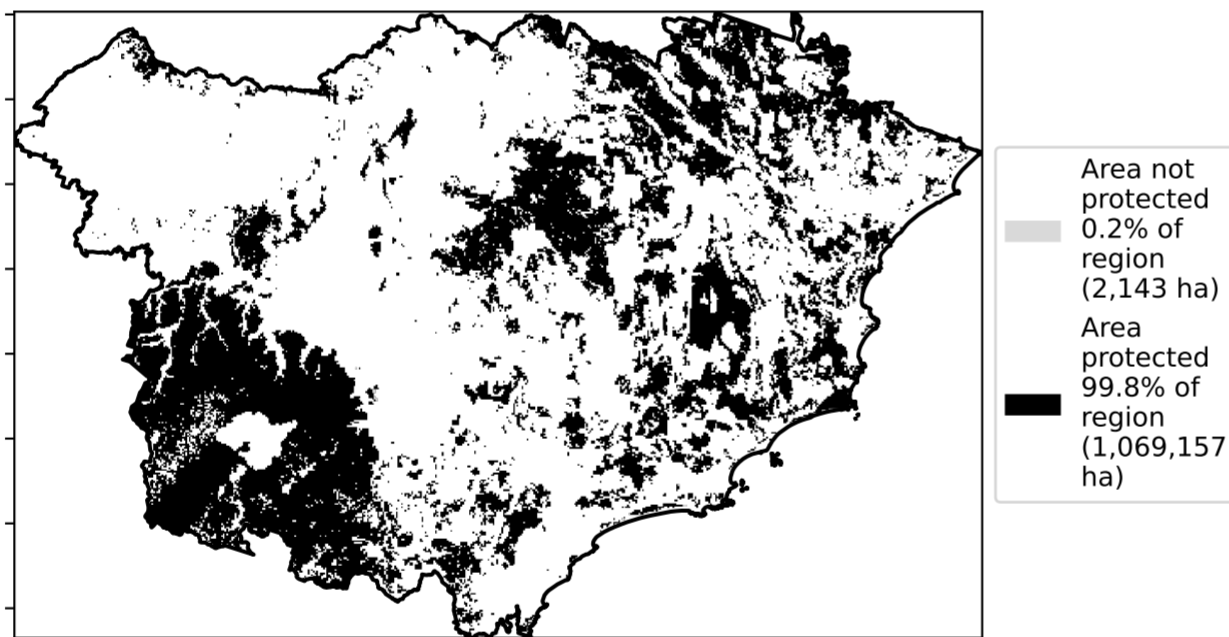 Area not
protected
0.2% of
region
(2,143 ha)
Area
protected
99.8% of
region
(1,069,157
ha)